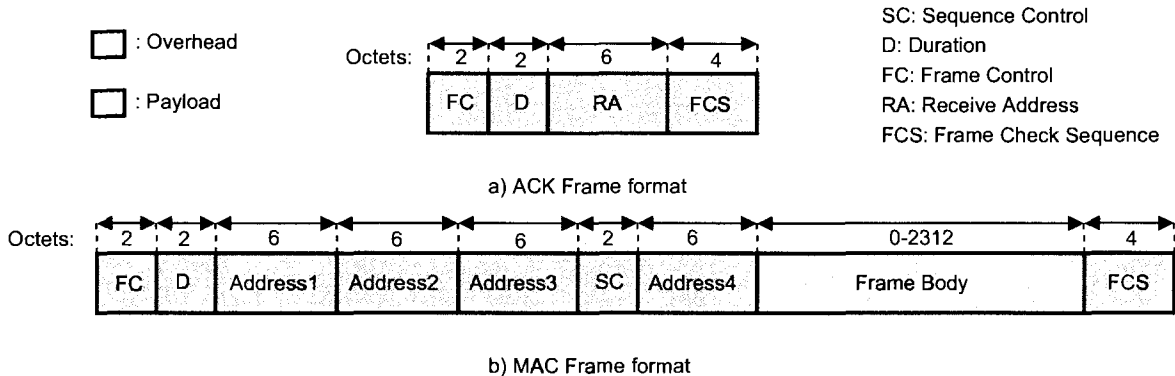 : Overhead
: Payload
Octets: 2 2 6 4
FC D RA FCS
SC: Sequence Control
D: Duration
FC: Frame Control
RA: Receive Address
FCS: Frame Check Sequence
a) ACK Frame format
Octets: 2 2 6 6 6 2 6 0-2312 4
FC D Address1 Address2 Address3 SC Address4 Frame Body FCS
b) MAC Frame format